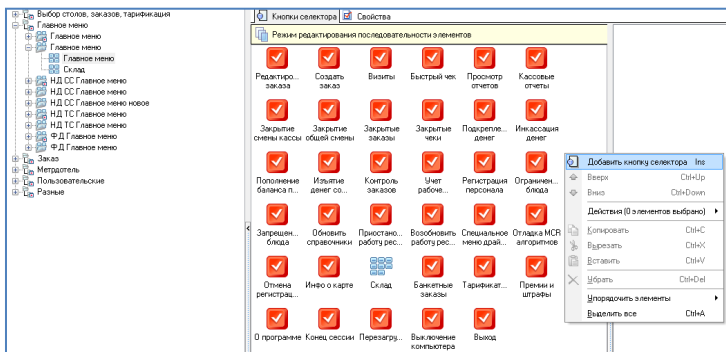 Выбор столов, заказов, тарификация
Главное меню
Главное меню
Главное меню
Главное меню
Склад
НД СС Главное меню
НД СС Главное меню
НД СС Главное меню новое
НД ТС Главное меню
НД ТС Главное меню
ФД Главное меню
ФД Главное меню
Заказ
Метрдотель
Пользовательские
Разные
Кнопки селектора Свойства
Режим редактирования последовательности элементов
Редактиро... заказа
Создать заказ
Визиты
Быстрый чек
Просмотр отчетов
Кассовые отчеты
Закрытие смены кассы
Закрытие общей смены
Закрытые заказы
Закрытые чеки
Подкрепле... денег
Инкассация денег
Пополнение баланса п...
Изъятие денег со...
Контроль заказов
Учет рабоче...
Регистрация персонала
Ограничен... блюда
Запрещен... блюда
Обновить справочники
Приостано... работу рес...
Возобновить работу рес...
Специальное меню драй...
Отладка MCR алгоритмов
Отмена регистрац...
Инфо о карте
Склад
Банкетные заказы
Тарификат...
Премии и штрафы
О программе
Конец сессии
Перезагру...
Выключение компьютера
Выход
Добавить кнопку селектора Ins
Вверх Ctrl+Up
Вниз Ctrl+Down
Действия (0 элементов выбрано)
Копировать Ctrl+C
Вырезать Ctrl+X
Вставить Ctrl+V
Убрать Ctrl+Del
Упорядочить элементы
Выделить все Ctrl+A